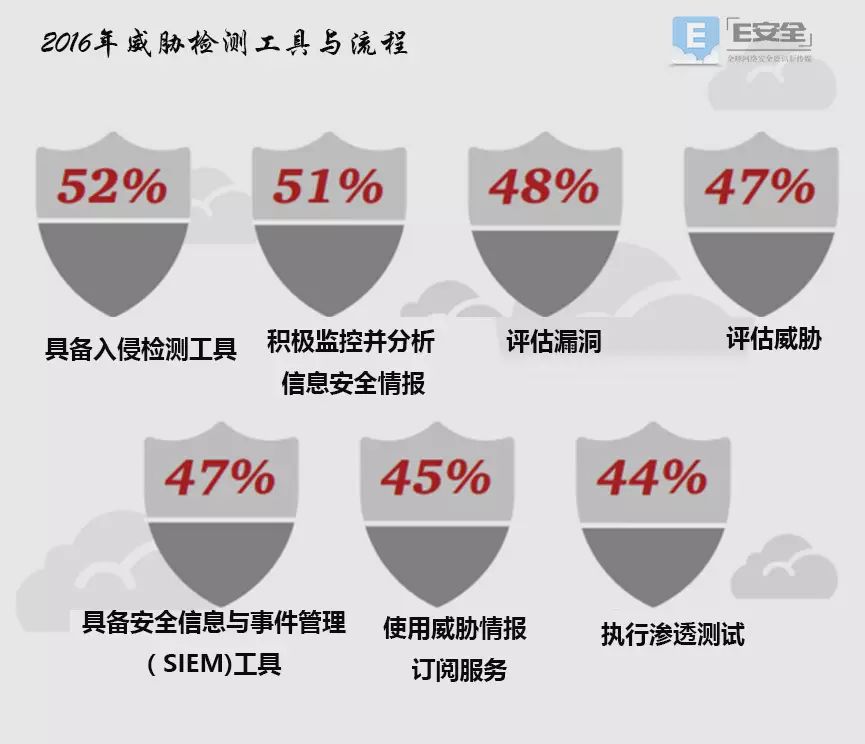 2016年威胁检测工具与流程
E
E安全
全球网络安全资讯新传媒
52%
51%
48%
47%
具备入侵检测工具
积极监控并分析
信息安全情报
评估漏洞
评估威胁
47%
45%
44%
具备安全信息与事件管理
（SIEM)工具
使用威胁情报
订阅服务
执行渗透测试